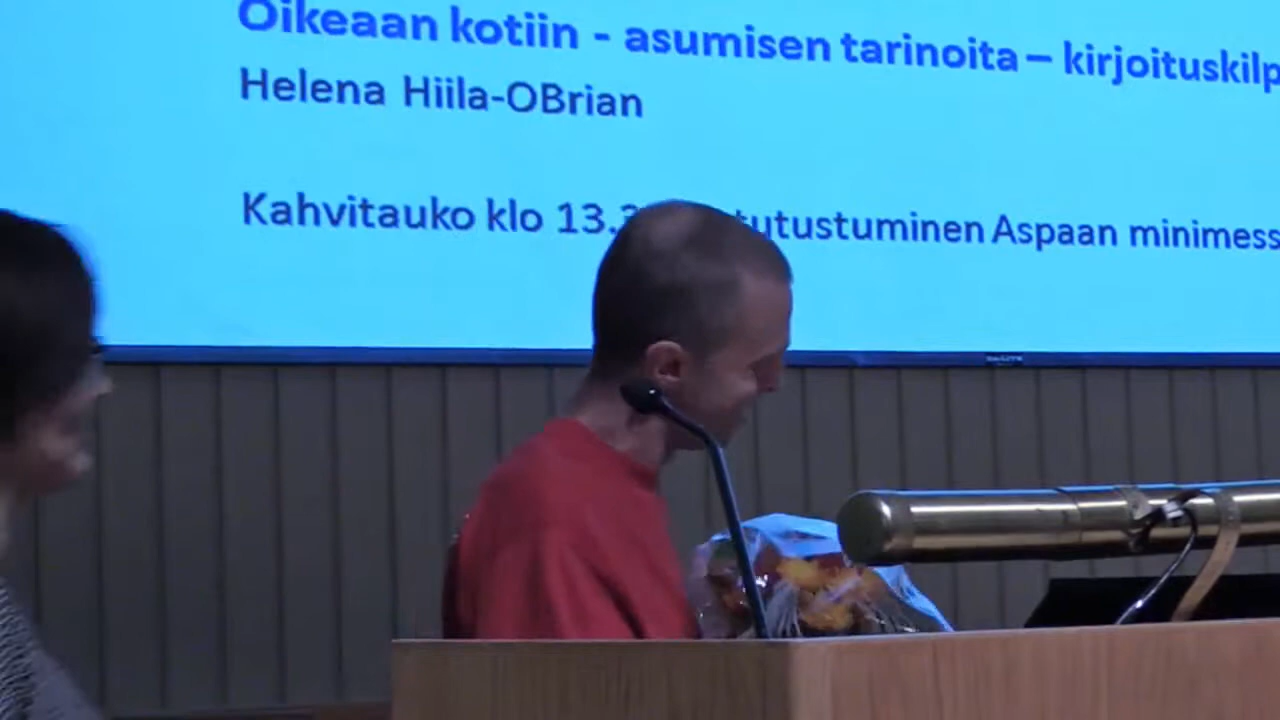 Oikeaan kotiin - asumisen tarinoita – kirjoituskilp
Helena Hiila-OBrian
Kahvitauko klo 13. tutustuminen Aspaan minimess